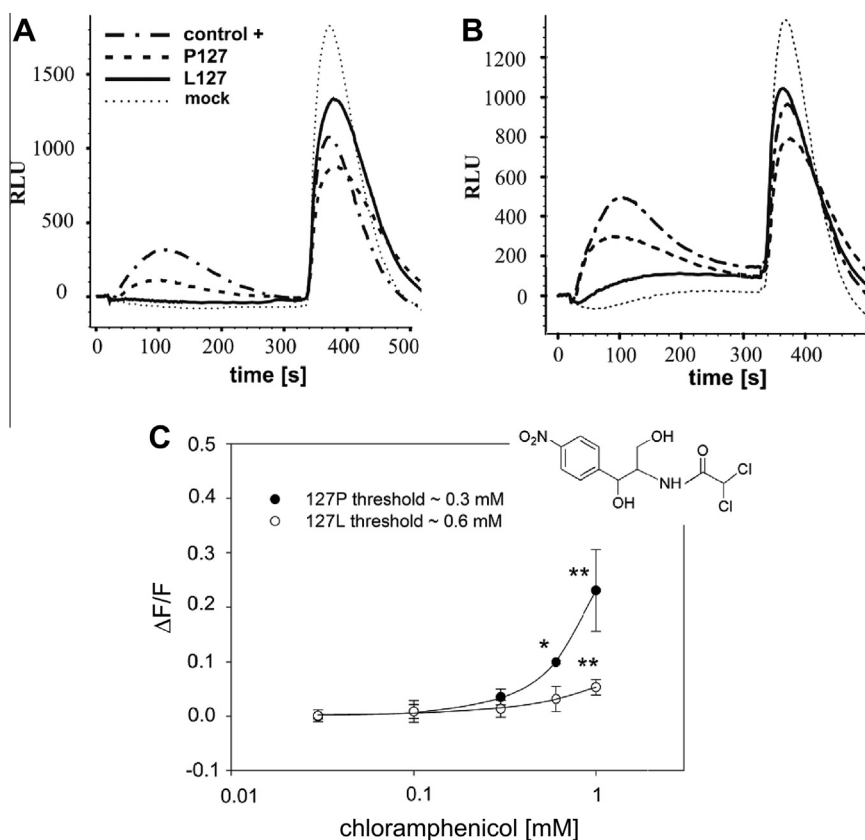 A
control +
P127
L127
mock
RLU
1500
1000
500
0
0 100 200 300 400 500
time [s]
B
RLU
1200
1000
800
600
400
200
0
0 100 200 300 400
time [s]
C
127P threshold ~ 0.3 mM
127L threshold ~ 0.6 mM
O₂N
OH
OH
NH
O
Cl
Cl
ΔF/F
0.5
0.4
0.3
0.2
0.1
0.0
-0.1
**
*
**
0.01 0.1 1
chloramphenicol [mM]